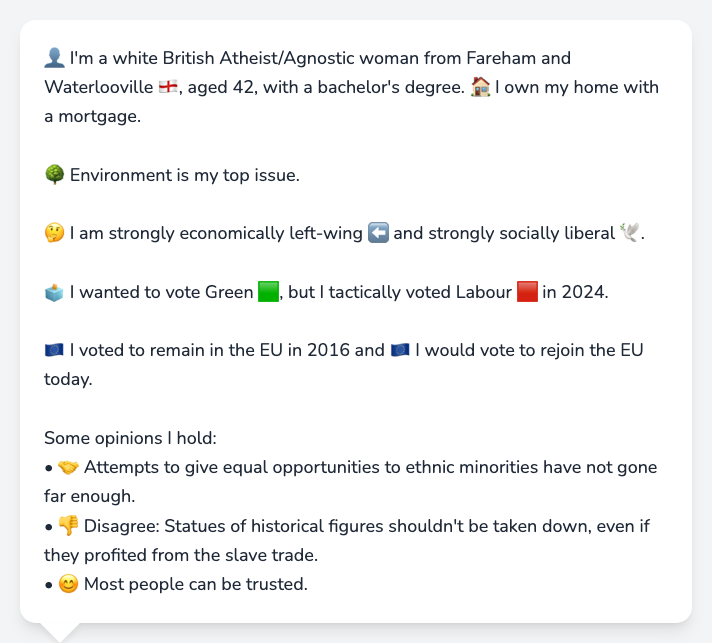 👤 I'm a white British Atheist/Agnostic woman from Fareham and
Waterlooville 🏴󠁧󠁢󠁥󠁮󠁧󠁿, aged 42, with a bachelor's degree. 🏠 I own my home with
a mortgage.
🌳 Environment is my top issue.
🤔 I am strongly economically left-wing ⬅️ and strongly socially liberal 🕊️.
🗳️ I wanted to vote Green 🟩, but I tactically voted Labour 🟥 in 2024.
🇪🇺 I voted to remain in the EU in 2016 and 🇪🇺 I would vote to rejoin the EU
today.
Some opinions I hold:
• 🤝 Attempts to give equal opportunities to ethnic minorities have not gone
far enough.
• 👎 Disagree: Statues of historical figures shouldn't be taken down, even if
they profited from the slave trade.
• 😊 Most people can be trusted.